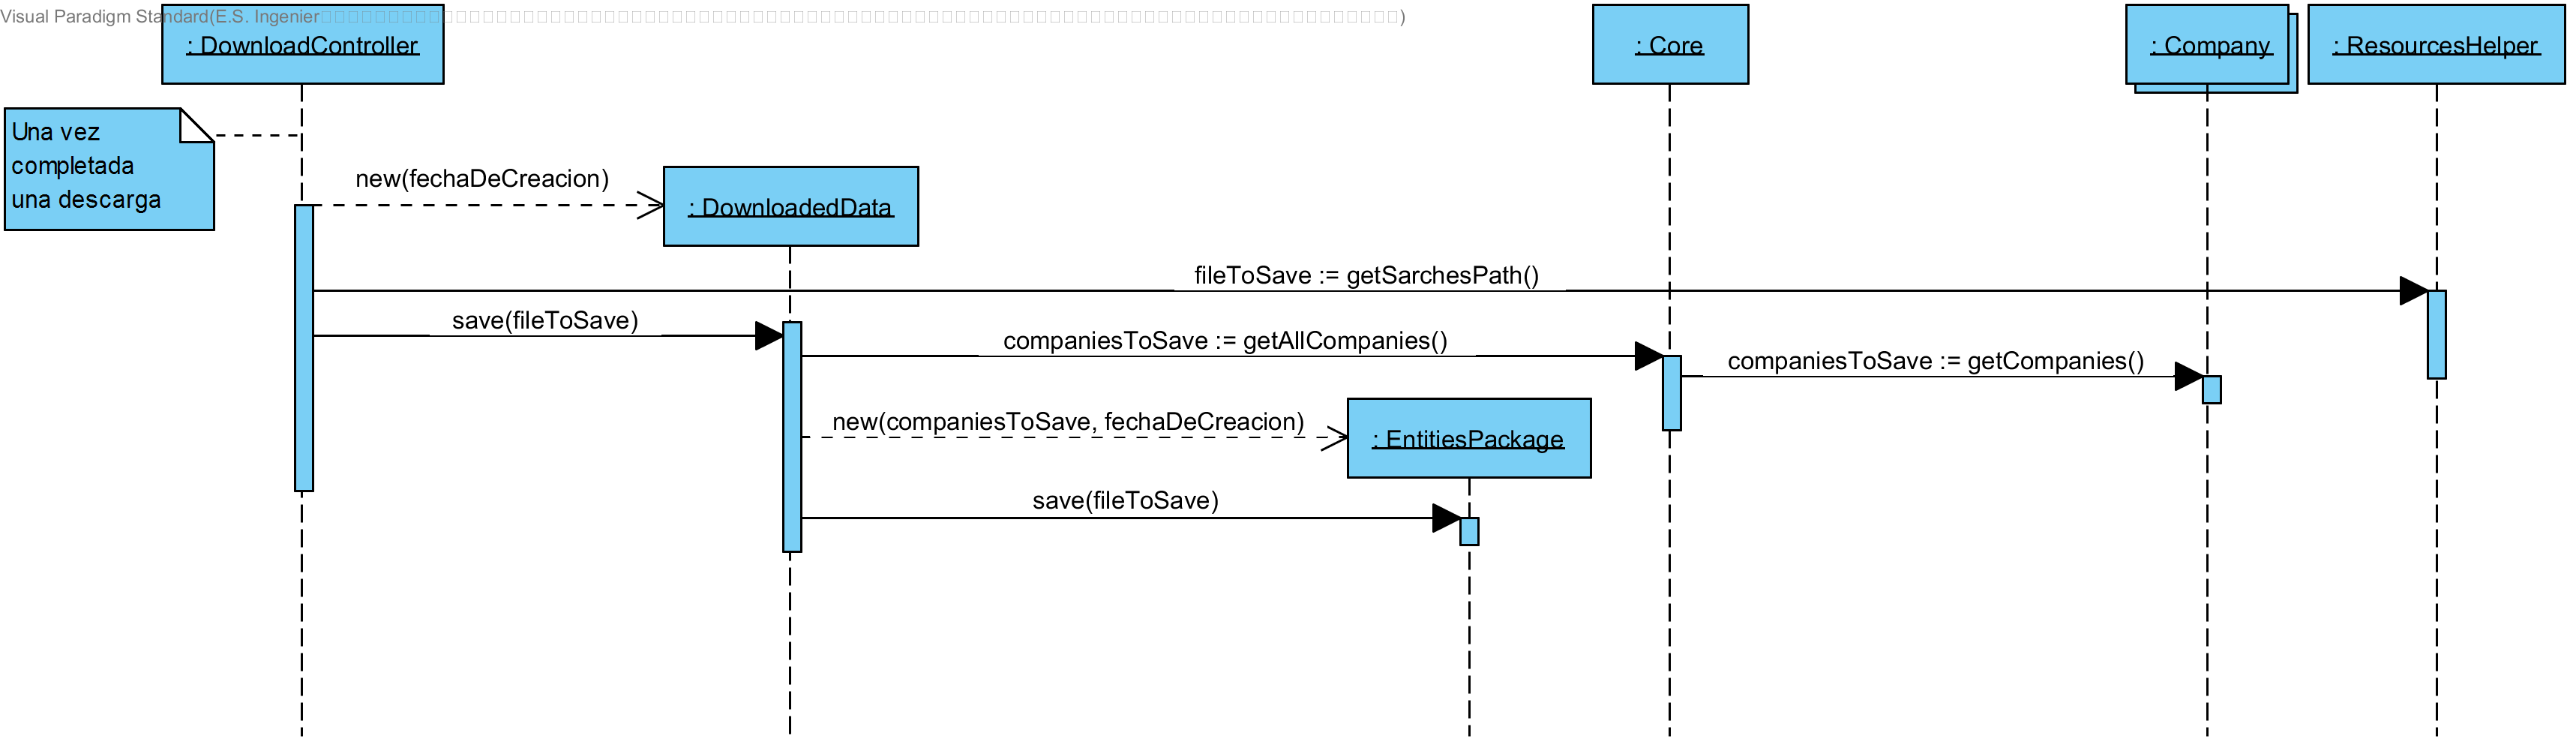 Visual Paradigm Standard(E.S. Ingenier
: DownloadController
: Core
: Company
: ResourcesHelper
Una vez
completada
una descarga
new(fechaDeCreacion)
: DownloadedData
fileToSave := getSarchesPath()
save(fileToSave)
companiesToSave := getAllCompanies()
companiesToSave := getCompanies()
new(companiesToSave, fechaDeCreacion)
: EntitiesPackage
save(fileToSave)